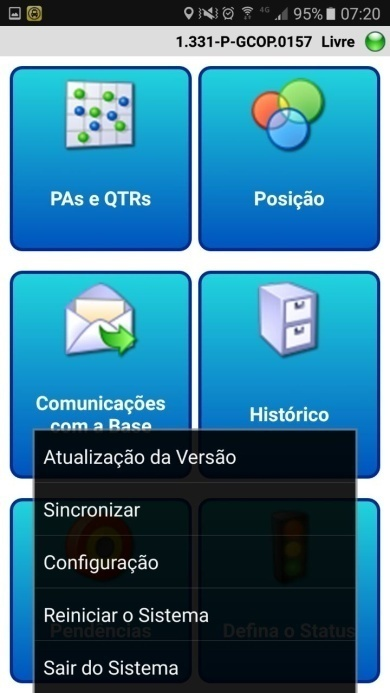 4G 95% 07:20
1.331-P-GCOP.0157 Livre
PAs e QTRs
Posição
Comunicações
com a Base
Histórico
Atualização da Versão
Sincronizar
Configuração
Reiniciar o Sistema
Pendências
Defina o Status
Sair do Sistema